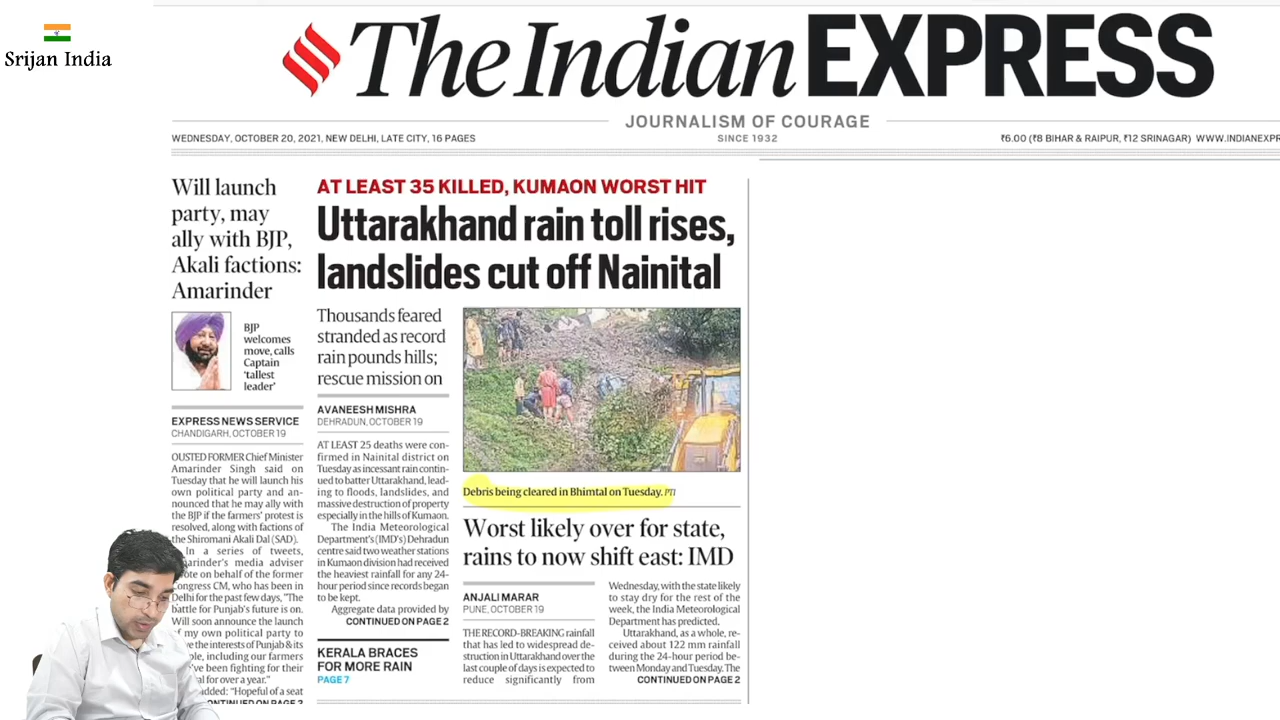 Srijan India
The Indian EXPRESS
JOURNALISM OF COURAGE
SINCE 1932
WEDNESDAY, OCTOBER 20, 2021, NEW DELHI, LATE CITY, 16 PAGES
₹6.00 (₹8 BIHAR & RAIPUR, ₹12 SRINAGAR) WWW.INDIANEXPR
Will launch
party, may
ally with BJP,
Akali factions:
Amarinder
BJP
welcomes
move, calls
Captain
'tallest
leader'
EXPRESS NEWS SERVICE
CHANDIGARH, OCTOBER 19
OUSTED FORMER Chief Minister
Amarinder Singh said on
Tuesday that he will launch his
own political party and an-
nounced that he may ally with
the BJP if the farmers' protest is
resolved, along with factions of
the Shiromani Akali Dal (SAD).
In a series of tweets,
arinder's media adviser
ote on behalf of the former
ongress CM, who has been in
Delhi for the past few days, "The
battle for Punjab's future is on.
Will soon announce the launch
of my own political party to
ve the interests of Punjab & its
ple, including our farmers
've been fighting for their
al for over a year."
added: "Hopeful of a seat
ONTINUED ON PAGE 2
AT LEAST 35 KILLED, KUMAON WORST HIT
Uttarakhand rain toll rises,
landslides cut off Nainital
Thousands feared
stranded as record
rain pounds hills;
rescue mission on
AVANEESH MISHRA
DEHRADUN, OCTOBER 19
AT LEAST 25 deaths were con-
firmed in Nainital district on
Tuesday as incessant rain contin-
ued to batter Uttarakhand, lead-
ing to floods, landslides, and
massive destruction of property
especially in the hills of Kumaon.
The India Meteorological
Department's (IMD's) Dehradun
centre said two weather stations
in Kumaon division had received
the heaviest rainfall for any 24-
hour period since records began
to be kept.
Aggregate data provided by
CONTINUED ON PAGE 2
KERALA BRACES
FOR MORE RAIN
PAGE 7
Debris being cleared in Bhimtal on Tuesday. PTI
Worst likely over for state,
rains to now shift east: IMD
ANJALI MARAR
PUNE, OCTOBER 19
THE RECORD-BREAKING rainfall
that has led to widespread de-
struction in Uttarakhand over the
last couple of days is expected to
reduce significantly from
Wednesday, with the state likely
to stay dry for the rest of the
week, the India Meteorological
Department has predicted.
Uttarakhand, as a whole, re-
ceived about 122 mm rainfall
during the 24-hour period be-
tween Monday and Tuesday. The
CONTINUED ON PAGE 2